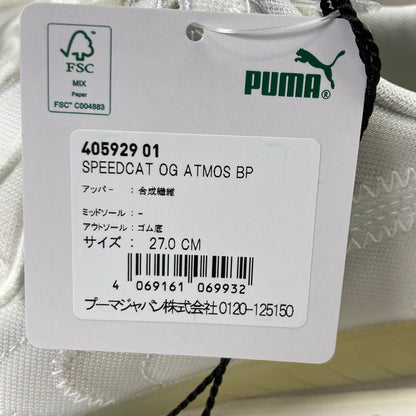 FSC
MIX
Paper
FSC™ C004883
PUMA
405929 01
SPEEDCAT OG ATMOS BP
アッパー : 合成繊維
ミッドソール : -
アウトソール : ゴム底
サイズ : 27.0 CM
4 069161 069932
プーマジャパン株式会社0120-125150